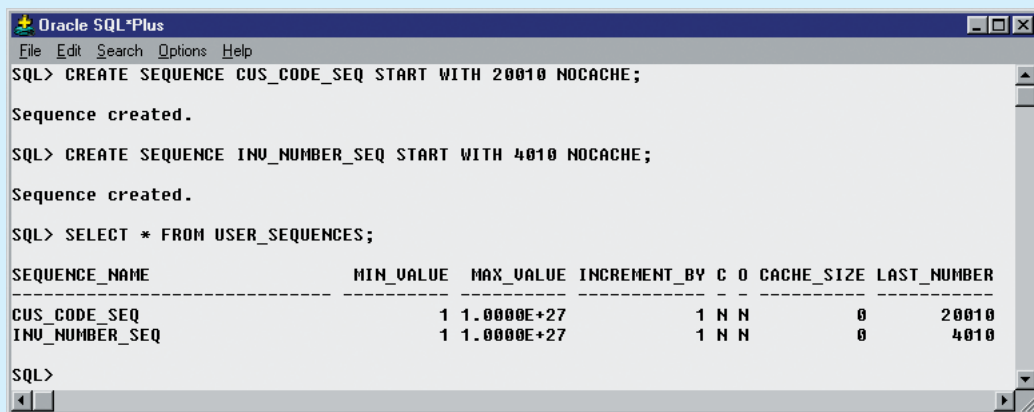 Oracle SQL*Plus
File Edit Search Options Help
SQL> CREATE SEQUENCE CUS_CODE_SEQ START WITH 20010 NOCACHE;
Sequence created.
SQL> CREATE SEQUENCE INV_NUMBER_SEQ START WITH 4010 NOCACHE;
Sequence created.
SQL> SELECT * FROM USER_SEQUENCES;
SEQUENCE_NAME                   MIN_VALUE  MAX_VALUE INCREMENT_BY C O CACHE_SIZE LAST_NUMBER
------------------------------ ---------- ---------- ------------ - - ---------- -----------
CUS_CODE_SEQ                            1 1.0000E+27            1 N N          0       20010
INV_NUMBER_SEQ                          1 1.0000E+27            1 N N          0        4010
SQL>